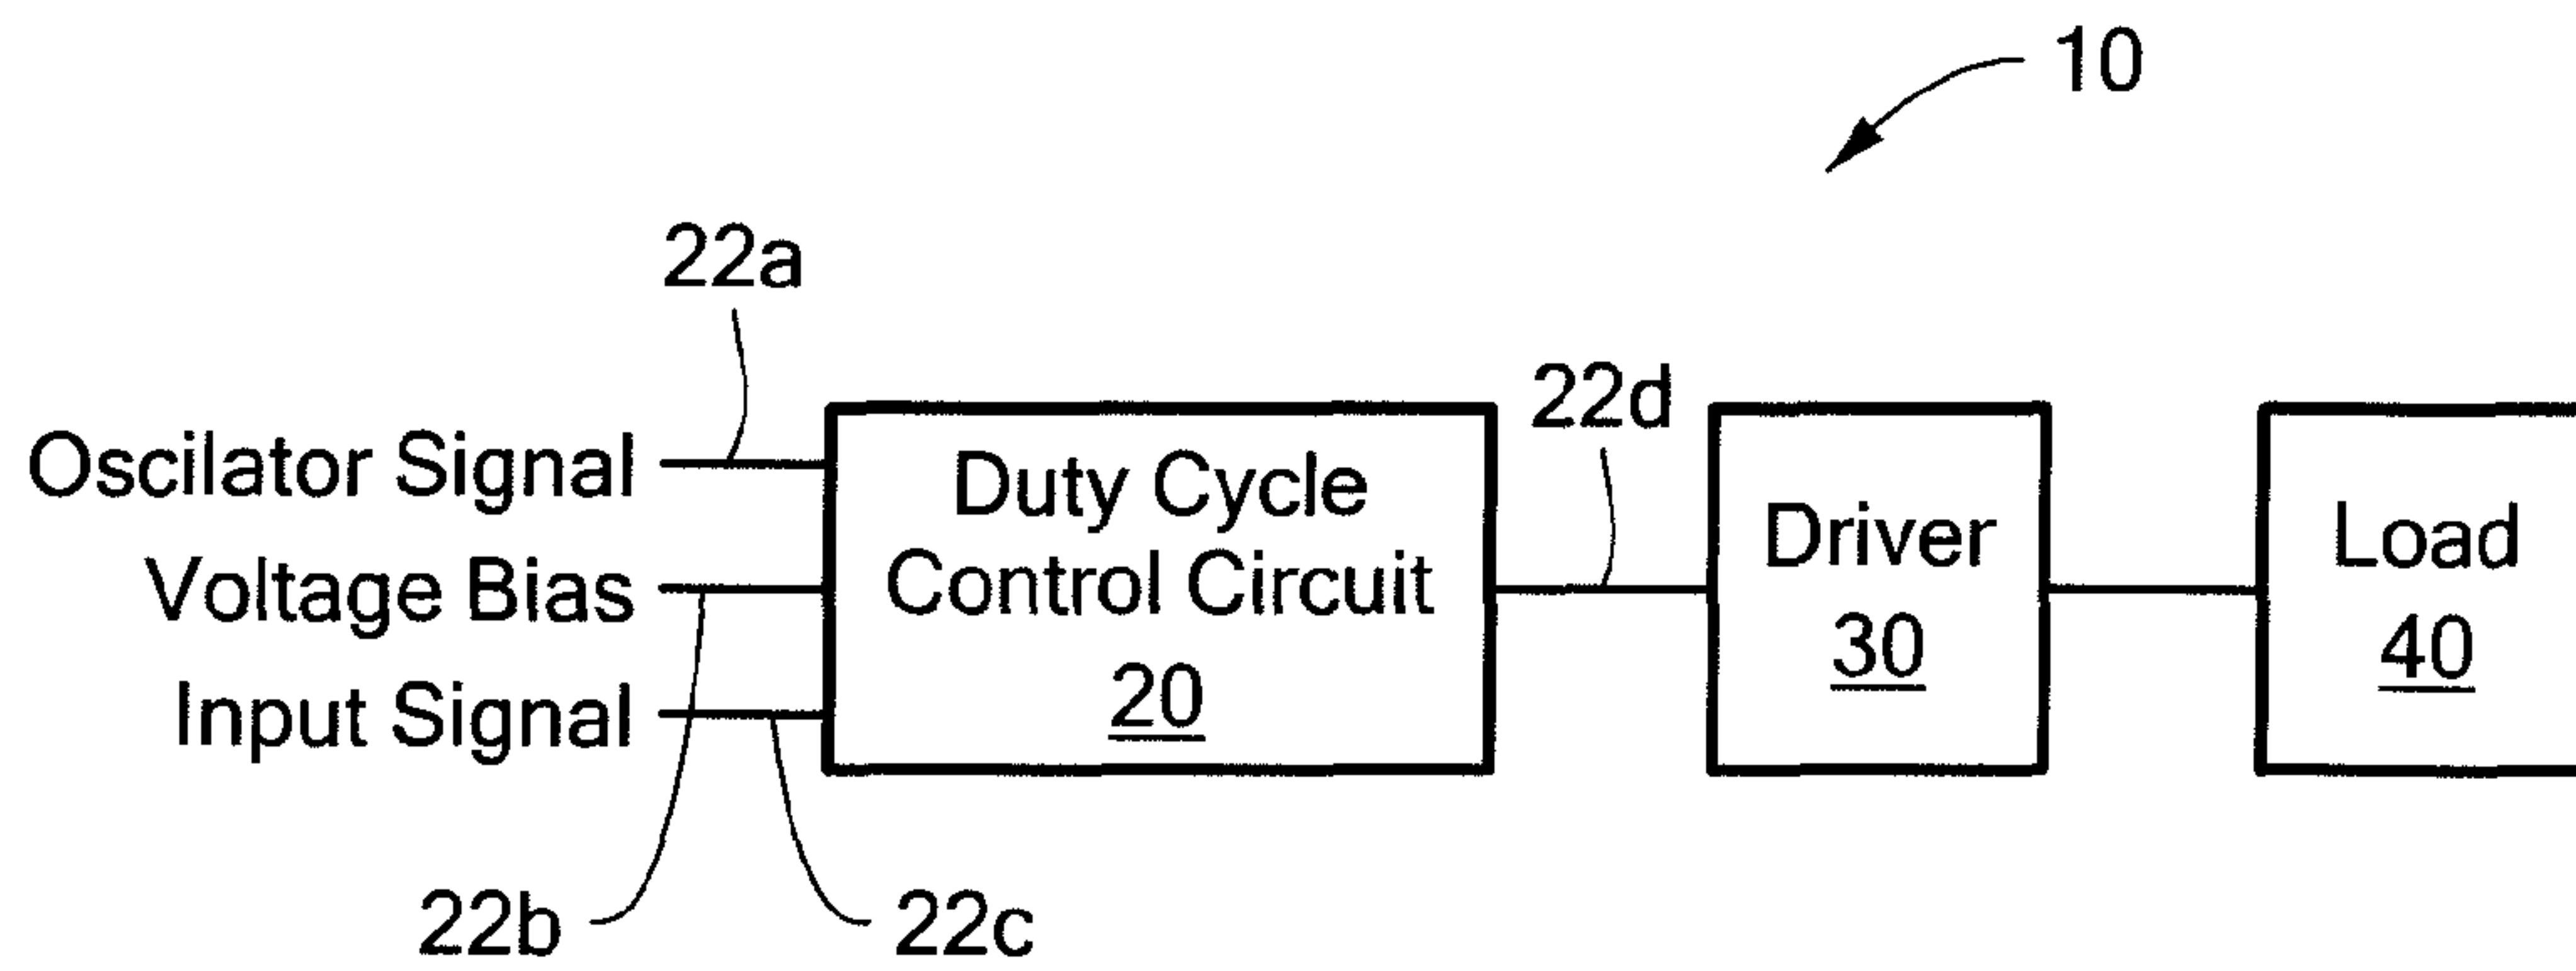 10
22a
22d
Oscilator Signal
Voltage Bias
Input Signal
Duty Cycle
Control Circuit
20
Driver
30
Load
40
22b
22c